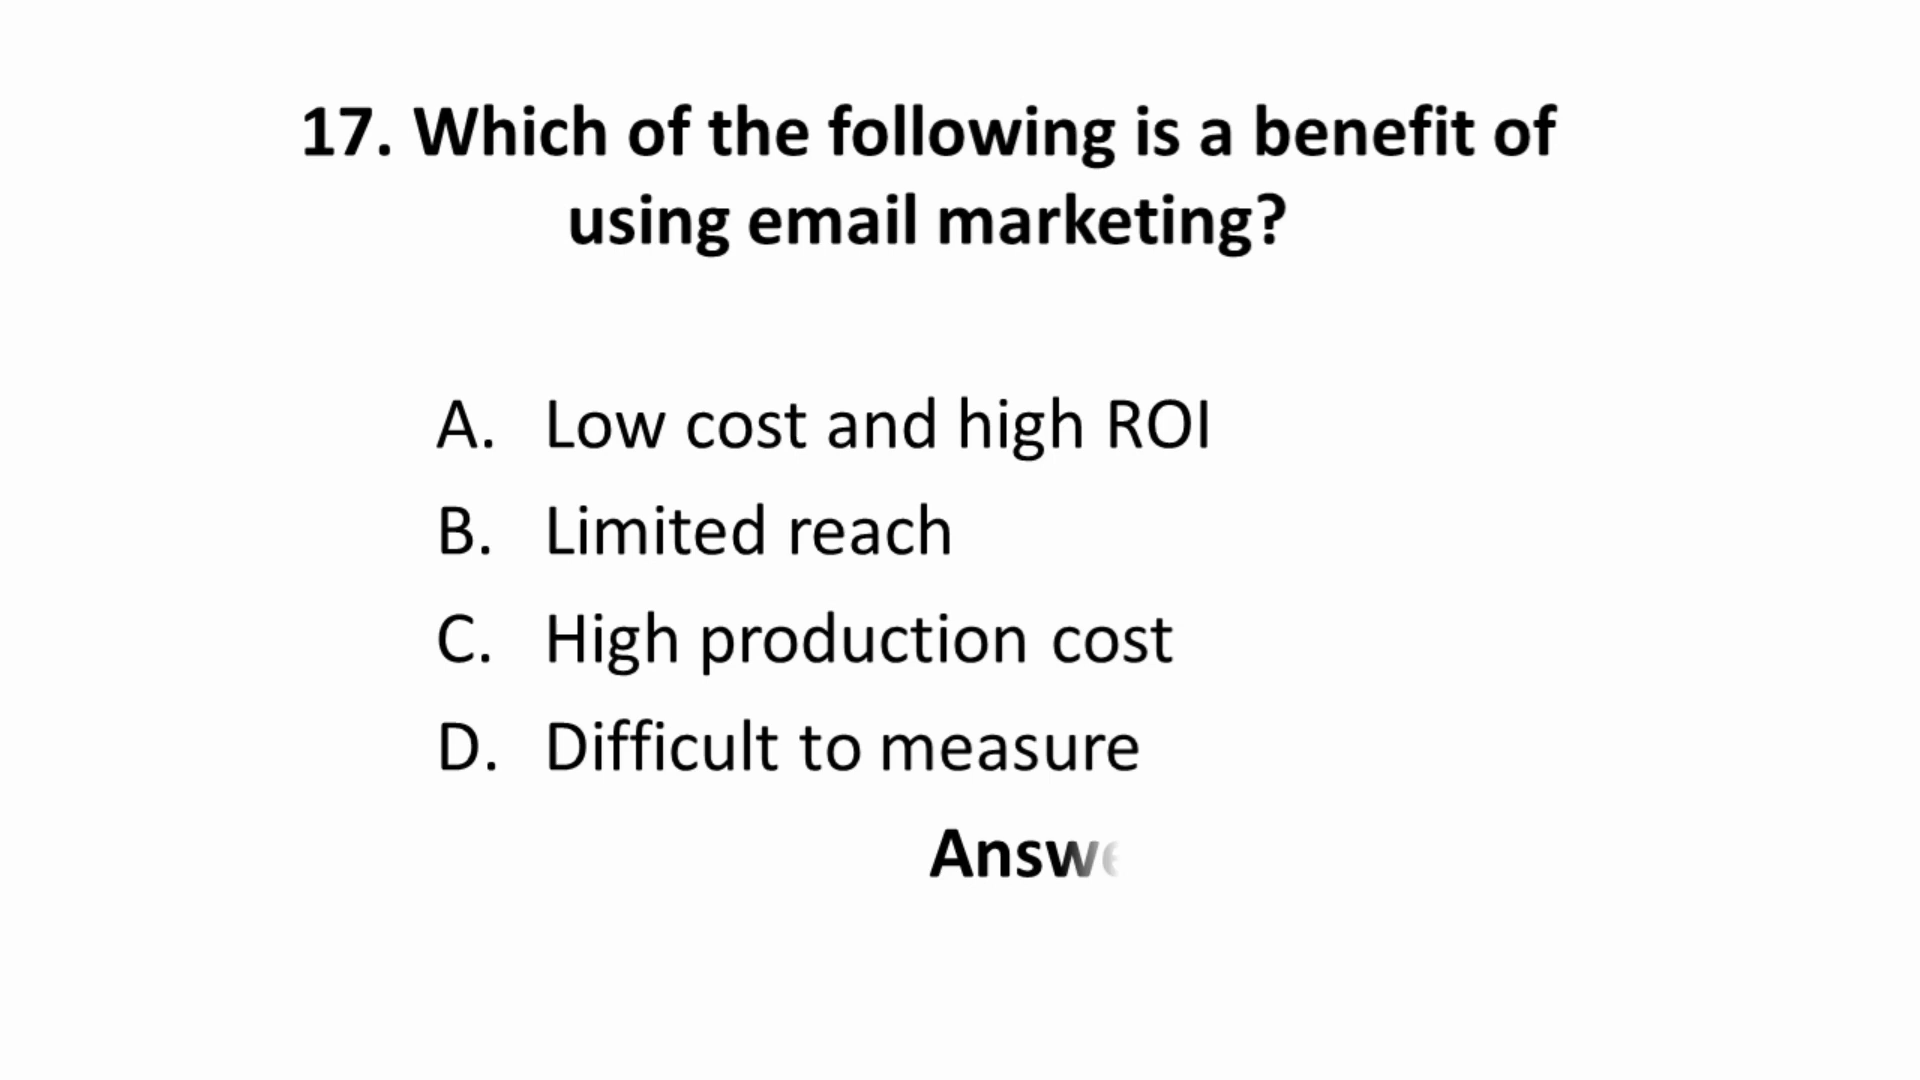 17. Which of the following is a benefit of
using email marketing?
A. Low cost and high ROI
B. Limited reach
C. High production cost
D. Difficult to measure
Answe